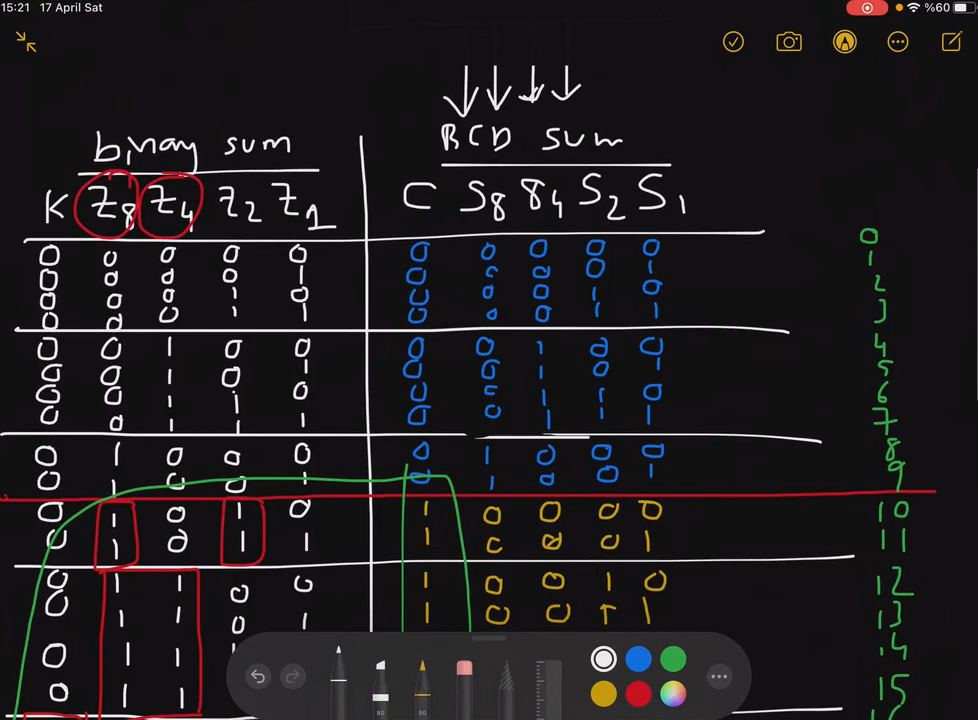 15:21 17 April Sat %60
binary sum BCD sum
K Z8 Z4 Z2 Z1 C S8 84 S2 S1
0 0 0 0 0 0 0 0 0 0 0
0 0 0 0 1 0 0 0 0 1 1
0 0 0 1 0 0 0 0 1 0 2
0 0 0 1 1 0 0 0 1 1 3
0 0 1 0 0 0 0 1 0 0 4
0 0 1 0 1 0 0 1 0 1 5
0 0 1 1 0 0 0 1 1 0 6
0 0 1 1 1 0 0 1 1 1 7
0 1 0 0 0 0 1 0 0 0 8
0 1 0 0 1 0 1 0 0 1 9
0 1 0 1 0 1 0 0 0 0 10
0 1 0 1 1 1 0 0 0 1 11
0 1 1 0 0 1 0 0 1 0 12
0 1 1 0 1 1 0 0 1 1 13
0 1 1 14
0 1 1 15
80 50